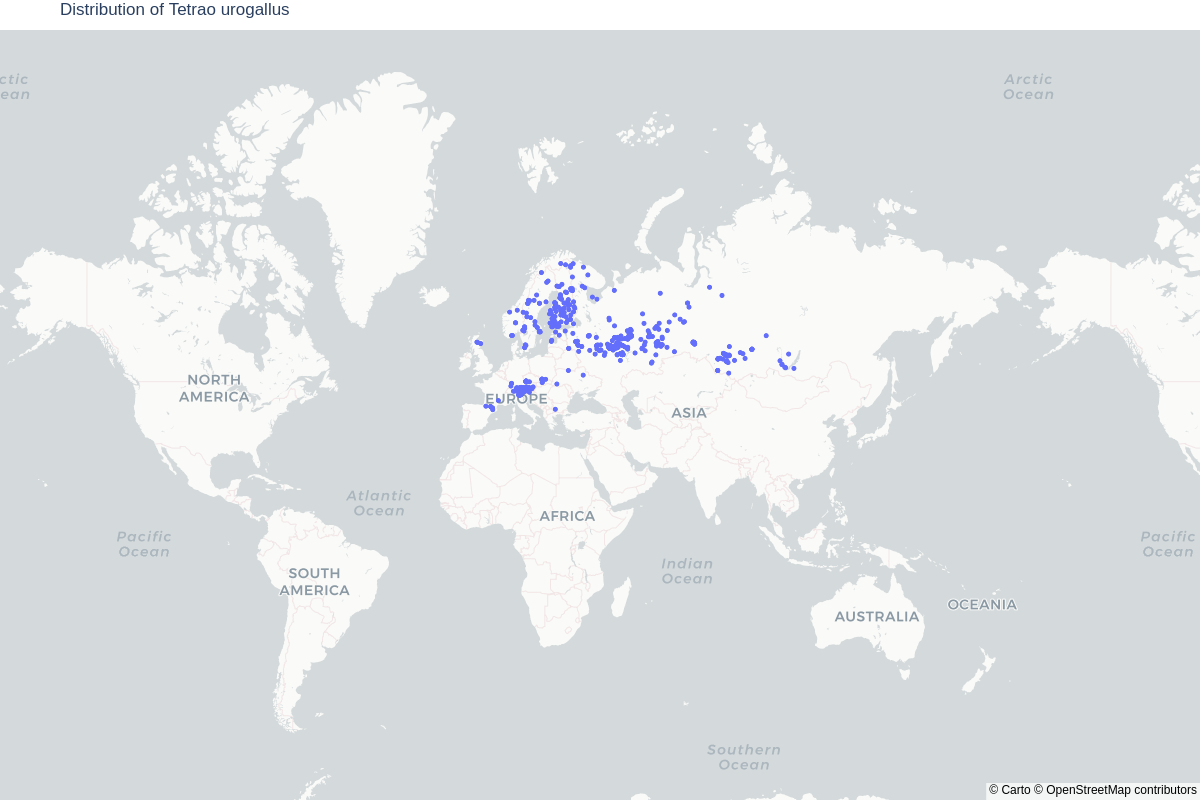 Distribution of Tetrao urogallus
ctic
ean
Arctic
Ocean
NORTH
AMERICA
EUROPE
ASIA
Atlantic
Ocean
AFRICA
Pacific
Ocean
Pacific
Ocean
Indian
Ocean
SOUTH
AMERICA
AUSTRALIA
OCEANIA
Southern
Ocean
© Carto © OpenStreetMap contributors